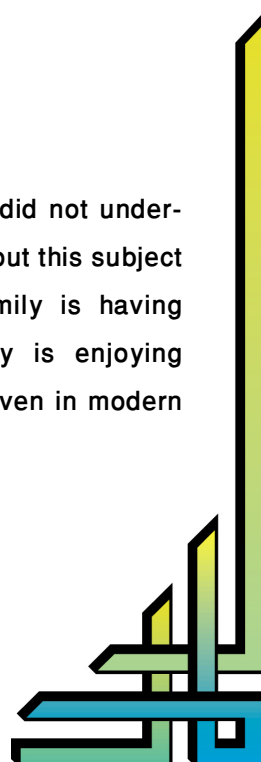 did not under-
out this subject
mily is having
y is enjoying
ven in modern